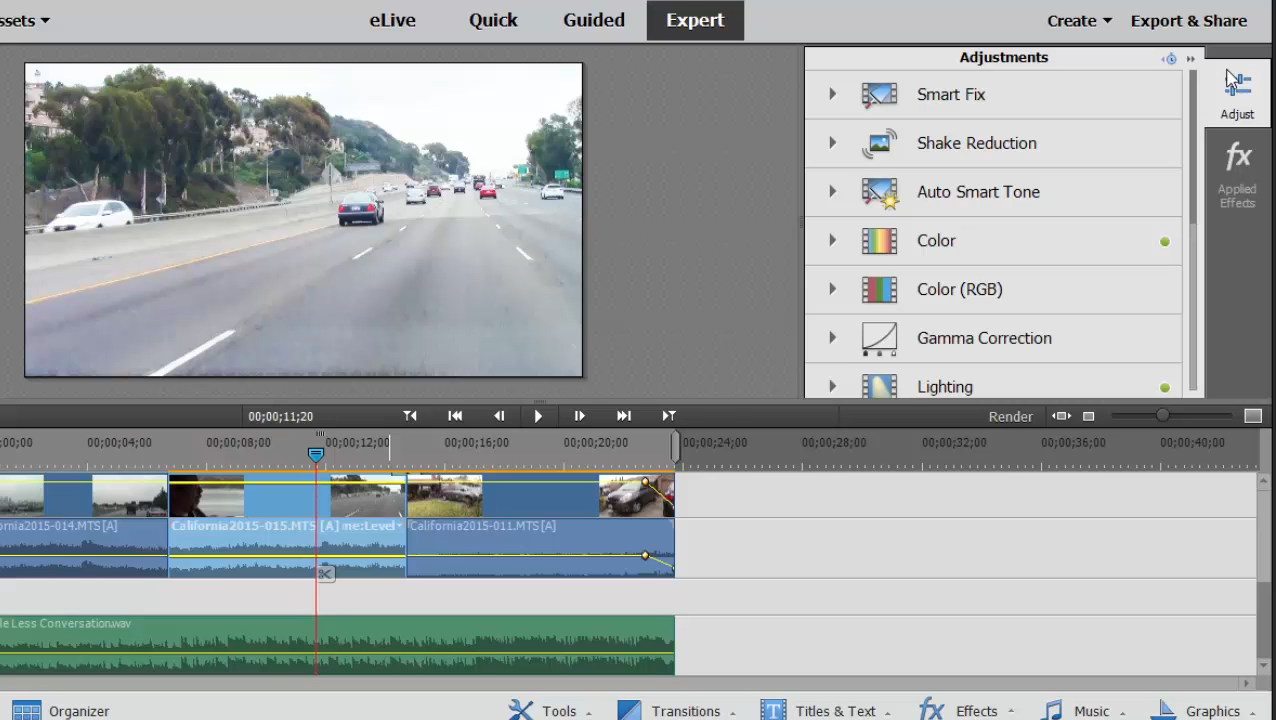 ssets eLive Quick Guided Expert Create Export & Share
Adjustments
Smart Fix
Adjust
Shake Reduction
Auto Smart Tone
Applied
Effects
Color
Color (RGB)
Gamma Correction
Lighting
00;00;11;20 Render
00;00 00;00;04;00 00;00;08;00 00;00;12;00 00;00;16;00 00;00;20;00 00;00;24;00 00;00;28;00 00;00;32;00 00;00;36;00 00;00;40;00
ornia2015-014.MTS [A] California2015-015.MTS [A] me:Level California2015-011.MTS [A]
le Less Conversation.wav
Organizer Tools Transitions Titles & Text Effects Music Graphics